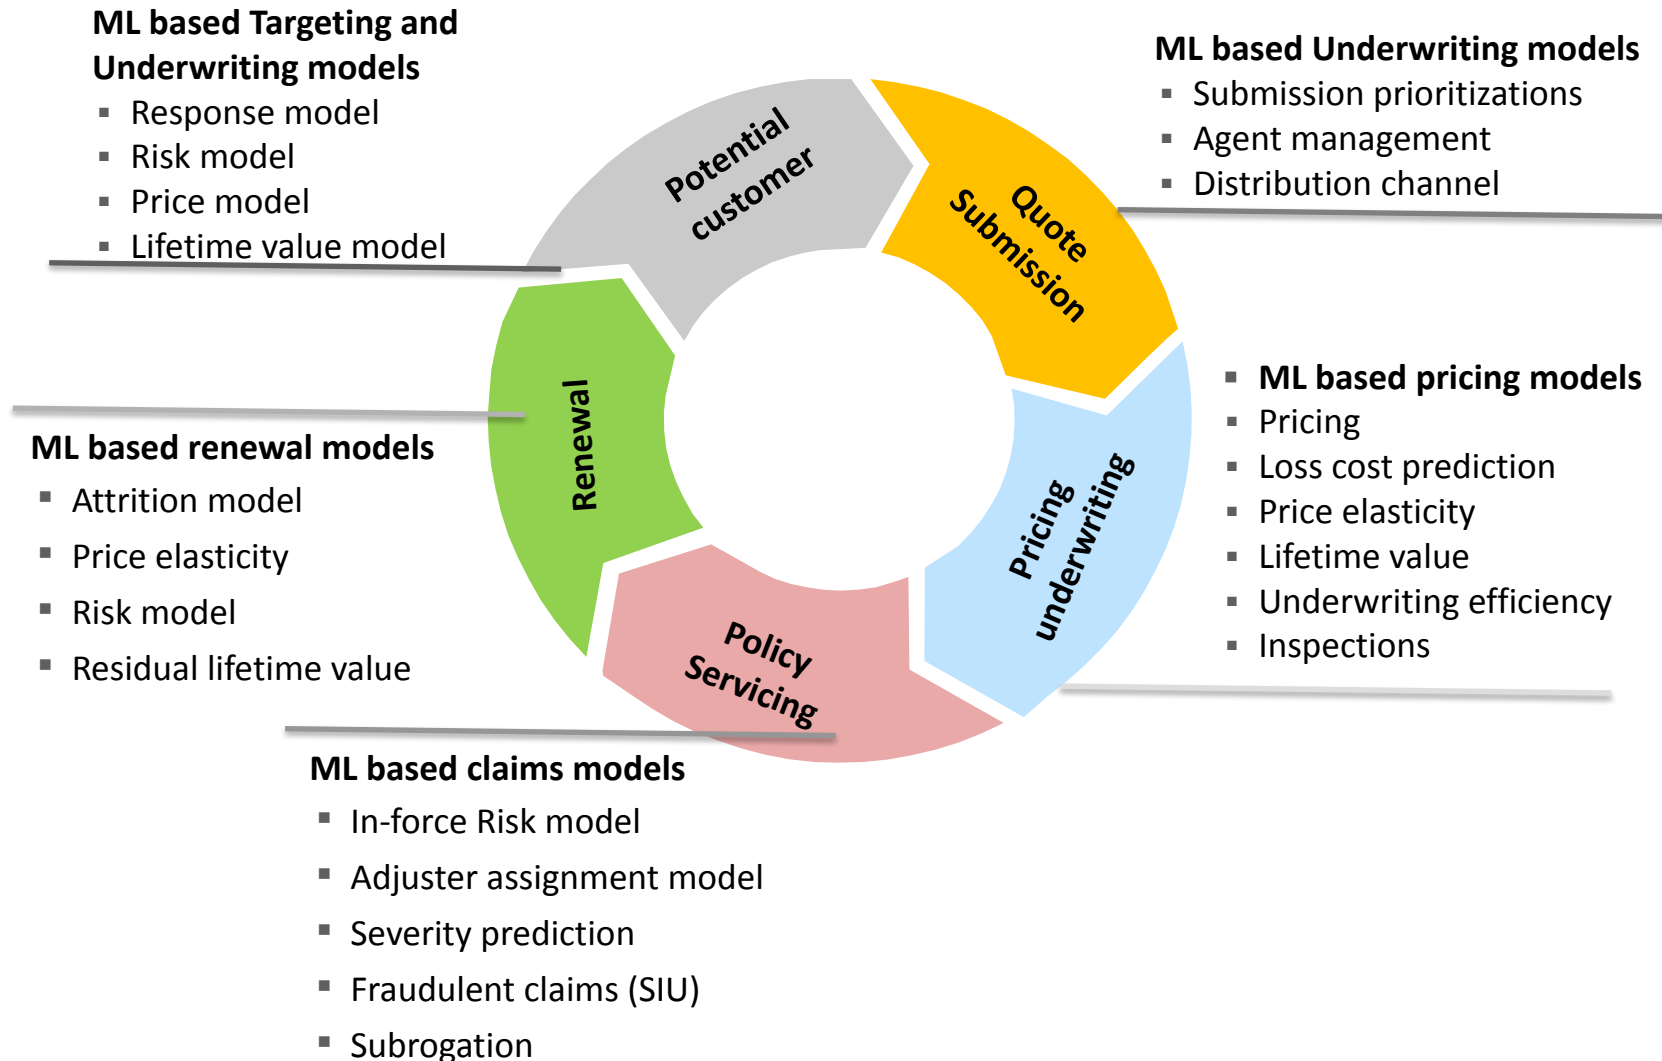 ML based Targeting and
Underwriting models
▪ Response model
▪ Risk model
▪ Price model
▪ Lifetime value model
Potential
customer
Quote
Submission
ML based Underwriting models
▪ Submission prioritizations
▪ Agent management
▪ Distribution channel
Pricing
underwriting
▪ ML based pricing models
▪ Pricing
▪ Loss cost prediction
▪ Price elasticity
▪ Lifetime value
▪ Underwriting efficiency
▪ Inspections
Renewal
ML based renewal models
▪ Attrition model
▪ Price elasticity
▪ Risk model
▪ Residual lifetime value
Policy
Servicing
ML based claims models
▪ In-force Risk model
▪ Adjuster assignment model
▪ Severity prediction
▪ Fraudulent claims (SIU)
▪ Subrogation